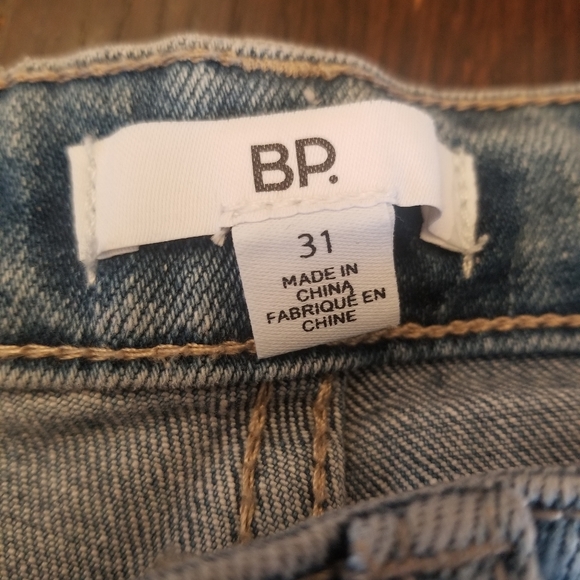 BP.
31
MADE IN
CHINA
FABRIQUÉ EN
CHINE